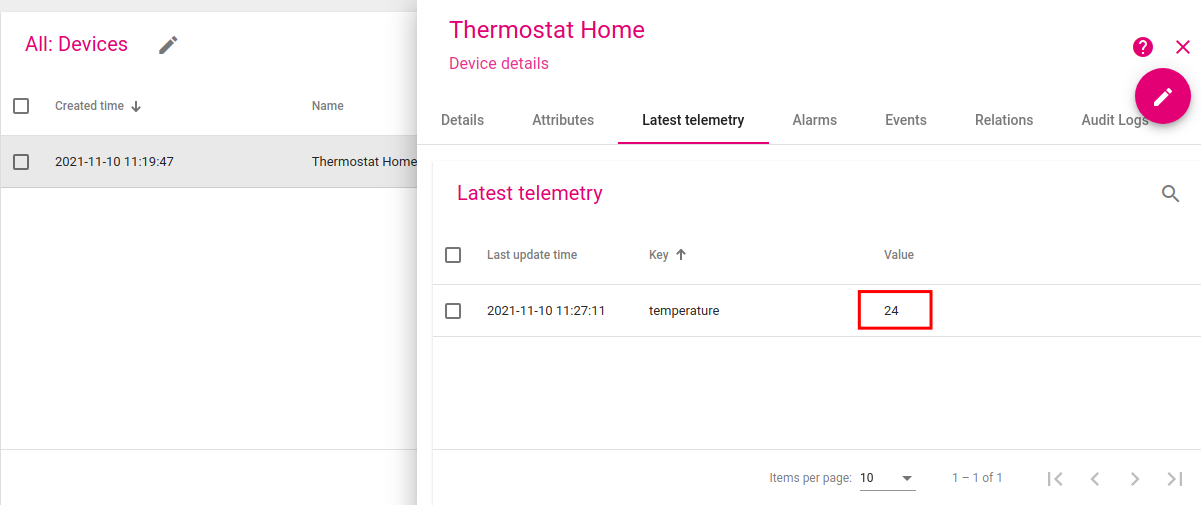 All: Devices
Created time
Name
2021-11-10 11:19:47
Thermostat Home
Thermostat Home
Device details
Details
Attributes
Latest telemetry
Alarms
Events
Relations
Audit Logs
Latest telemetry
Last update time
Key
Value
2021-11-10 11:27:11
temperature
24
Items per page: 10
1 – 1 of 1